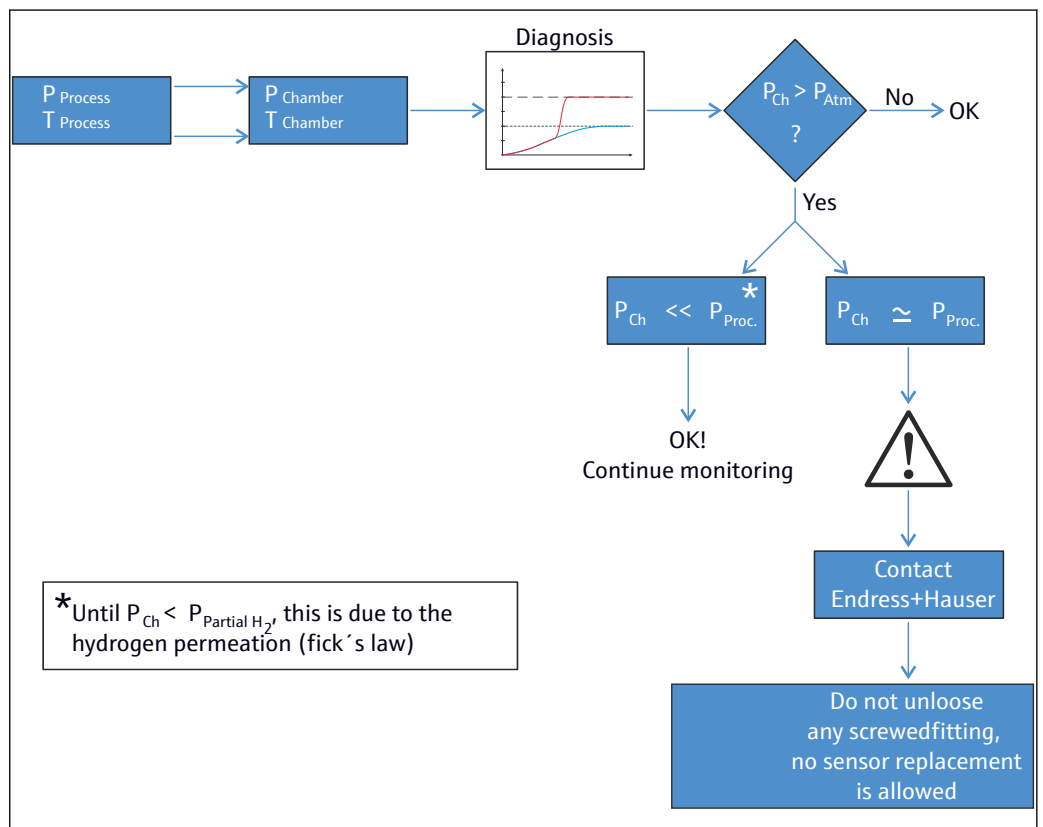 Diagnosis
P Process
T Process
P Chamber
T Chamber
P Ch > P Atm
?
No
OK
Yes
P Ch << P Proc. *
P Ch ≃ P Proc.
OK!
Continue monitoring
!
Contact
Endress+Hauser
*Until P Ch < P Partial H2, this is due to the
hydrogen permeation (fick´s law)
Do not unloose
any screwedfitting,
no sensor replacement
is allowed